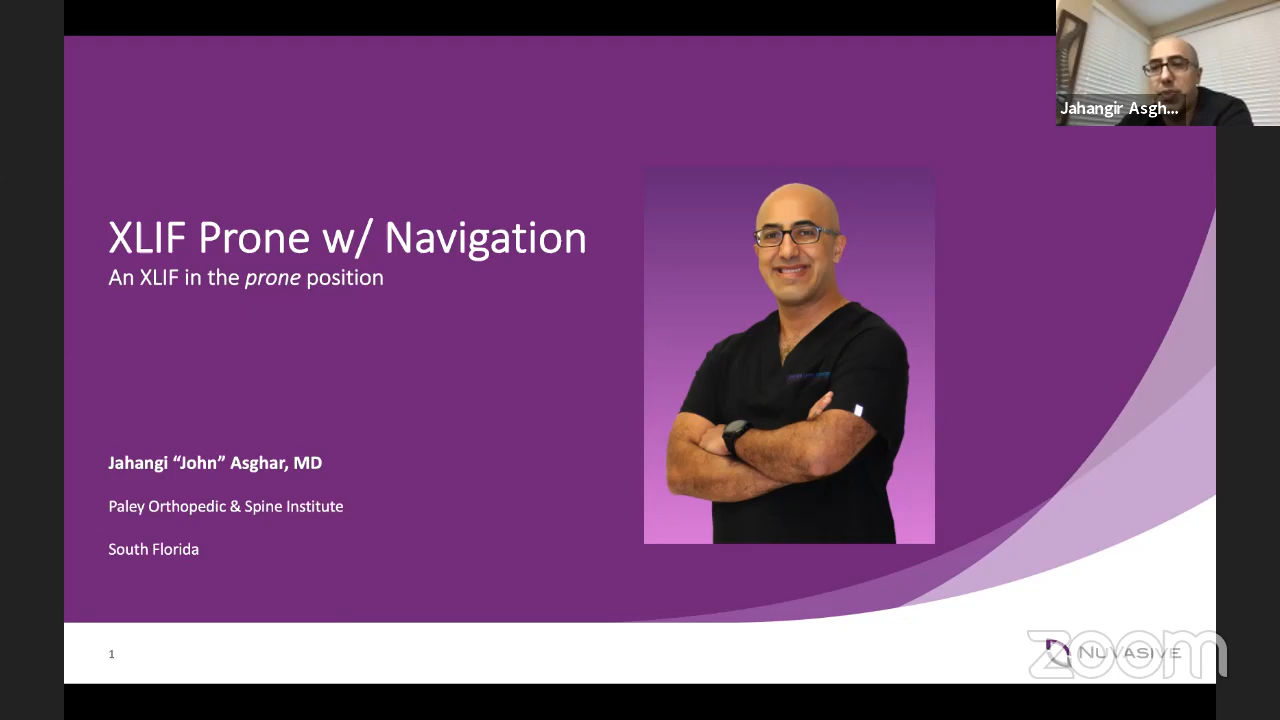 Jahangir Asgh...
XLIF Prone w/ Navigation
An XLIF in the prone position
Jahangi “John” Asghar, MD
Paley Orthopedic & Spine Institute
South Florida
1
NUVASIVE
zoom